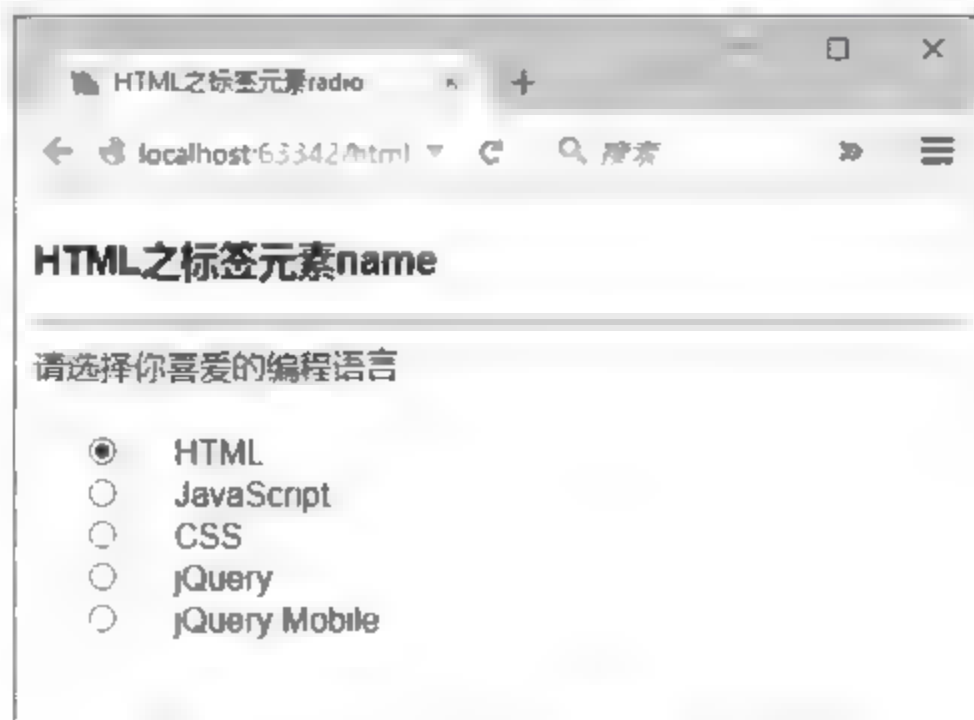 HTML之标签元素radio
localhost:63342/html
搜索
HTML之标签元素name
请选择你喜爱的编程语言
HTML
JavaScript
CSS
jQuery
jQuery Mobile